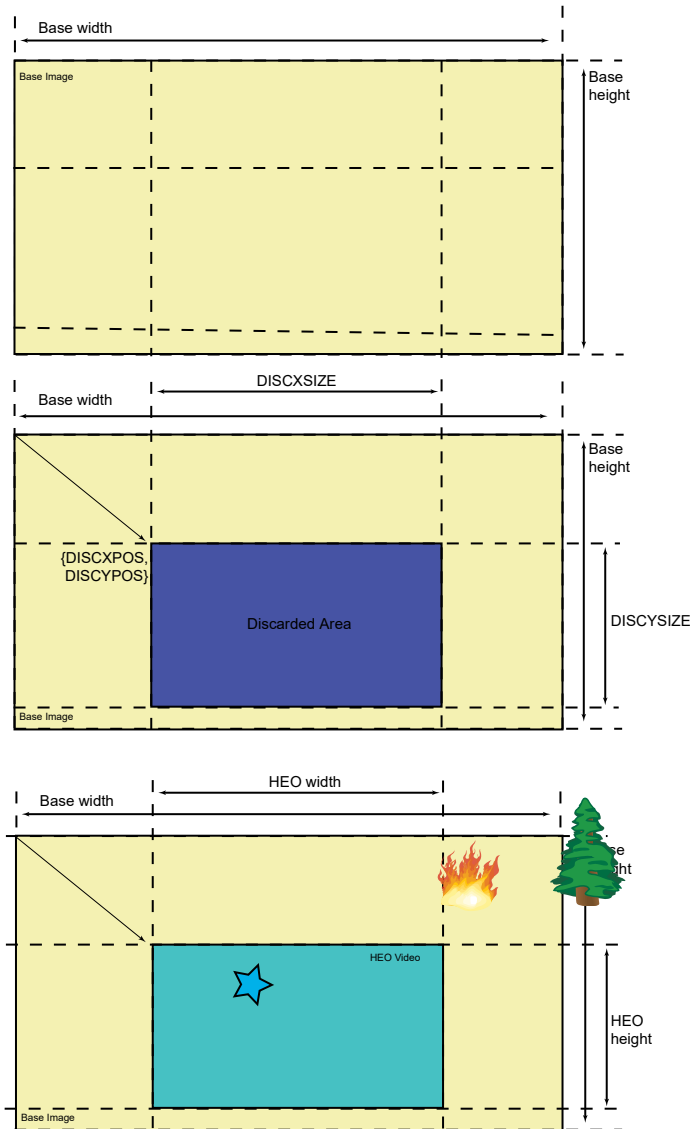 Base width
Base Image
Base
height
DISCXSIZE
Base width
Base
height
{DISCXPOS,
DISCYPOS}
Discarded Area
DISCYSIZE
Base Image
HEO width
Base width
HEO Video
HEO
height
Base Image